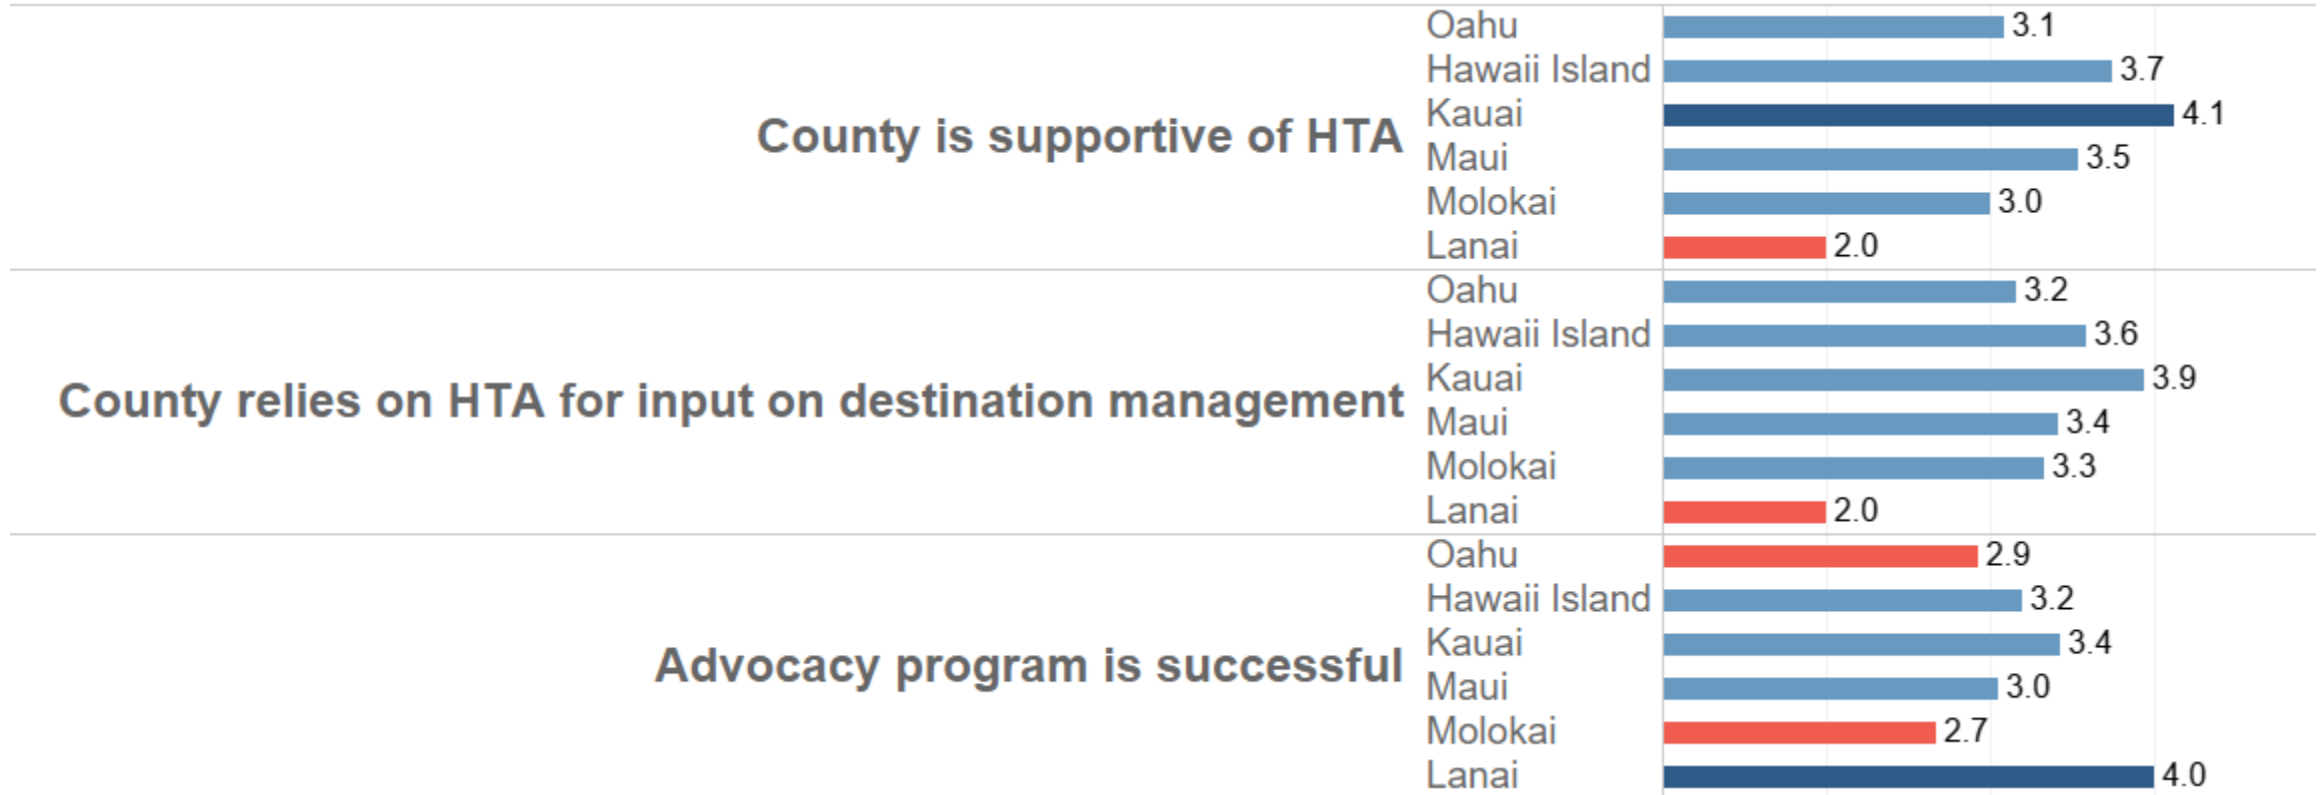 Oahu 3.1
Hawaii Island 3.7
Kauai 4.1
County is supportive of HTA
Maui 3.5
Molokai 3.0
Lanai 2.0
Oahu 3.2
Hawaii Island 3.6
Kauai 3.9
County relies on HTA for input on destination management
Maui 3.4
Molokai 3.3
Lanai 2.0
Oahu 2.9
Hawaii Island 3.2
Kauai 3.4
Advocacy program is successful
Maui 3.0
Molokai 2.7
Lanai 4.0